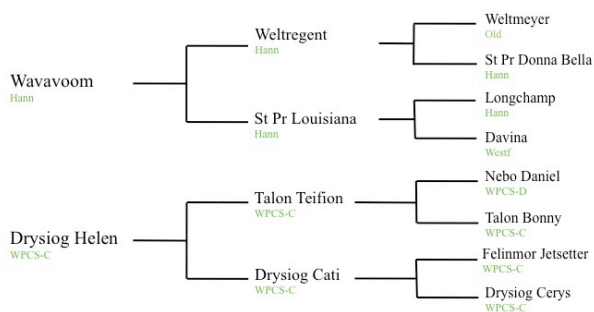 Wavavoom
Hann
Weltregent
Hann
Weltmeyer
Old
St Pr Donna Bella
Hann
St Pr Louisiana
Hann
Longchamp
Hann
Davina
Westf
Drysiog Helen
WPCS-C
Talon Teifion
WPCS-C
Nebo Daniel
WPCS-D
Talon Bonny
WPCS-C
Drysiog Cati
WPCS-C
Felinmor Jetsetter
WPCS-C
Drysiog Cerys
WPCS-C